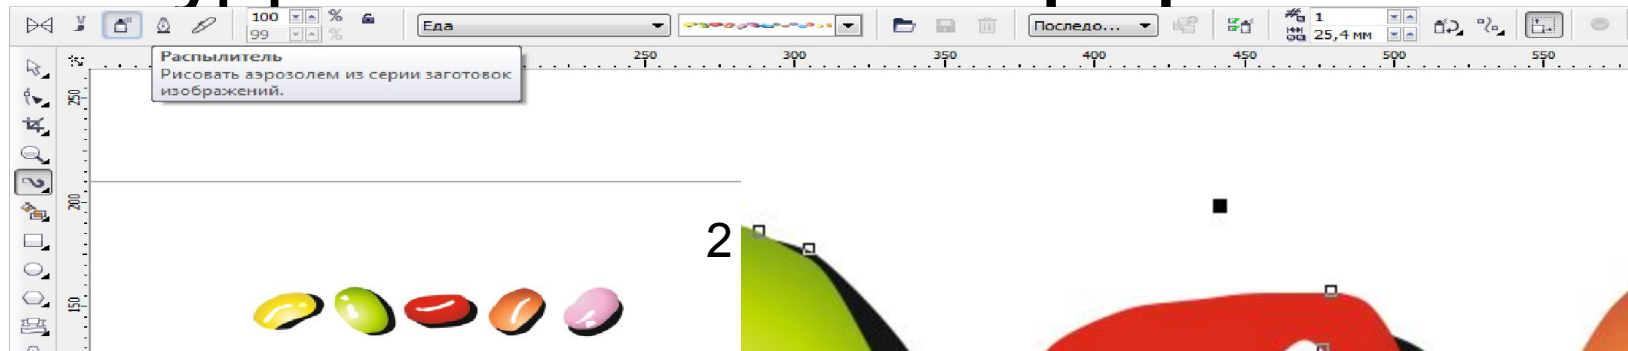 100 %
99 %
Еда
Последо...
1
25,4 мм
Распылитель
Рисовать аэрозолем из серии заготовок
изображений.
250 300 350 400 450 500 550
250
200
150
2